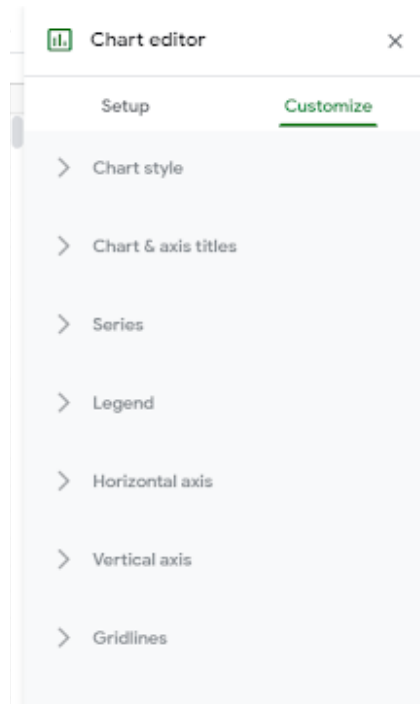 Chart editor
Setup Customize
Chart style
Chart & axis titles
Series
Legend
Horizontal axis
Vertical axis
Gridlines